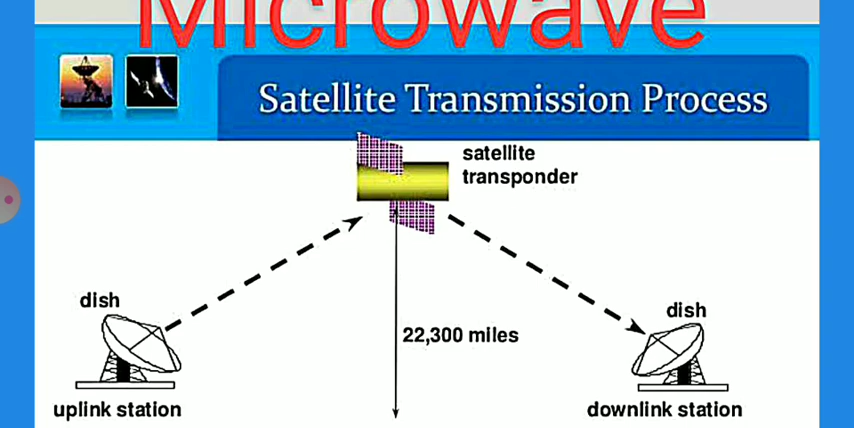 Microwave
Satellite Transmission Process
satellite
transponder
dish
dish
22,300 miles
uplink station
downlink station